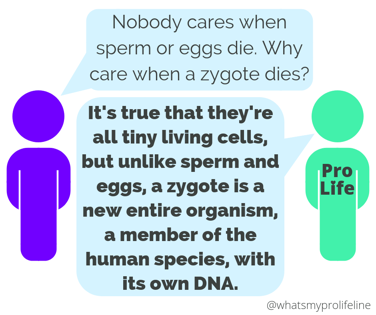 Nobody cares when
sperm or eggs die. Why
care when a zygote dies?
It's true that they're
all tiny living cells,
but unlike sperm and
eggs, a zygote is a
new entire organism,
a member of the
human species, with
its own DNA.
Pro
Life
@whatsmyprolifeline